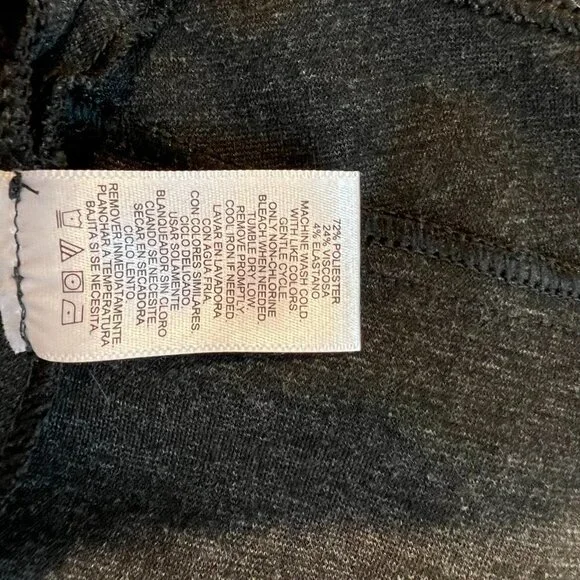 72% POLIESTER
24% VISCOSA
4% ELASTANO
MACHINE WASH COLD
WITH LIKE COLORS
GENTLE CYCLE
ONLY NON-CHLORINE
BLEACH WHEN NEEDED
TUMBLE DRY LOW
REMOVE PROMPTLY
COOL IRON IF NEEDED
LAVAR EN LAVADORA
CON AGUA FRIA,
CON COLORES SIMILARES
CICLO DELICADO
USAR SOLAMENTE
BLANQUEADOR SIN CLORO
CUANDO SE NECESITE
SECAR EN SECADORA
CICLO LENTO,
REMOVER INMEDIATAMENTE,
PLANCHAR A TEMPERATURA
BAJITA SI SE NECESITA